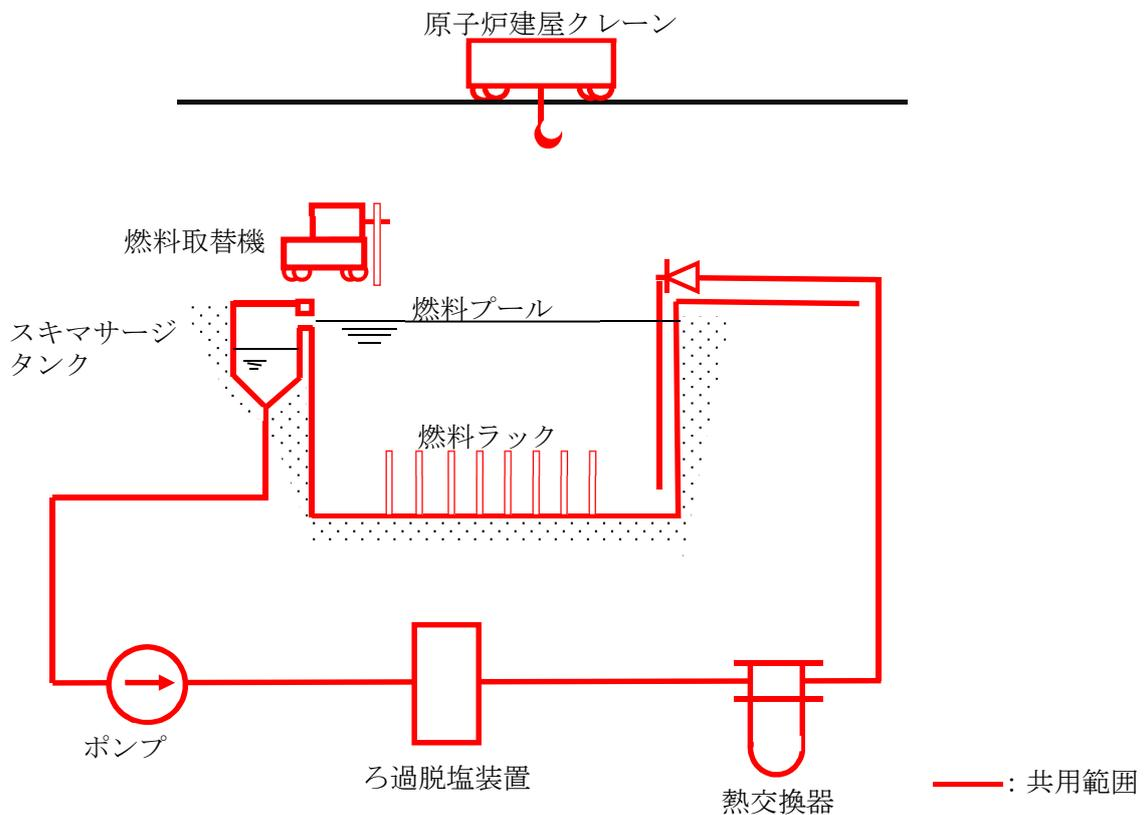 原子炉建屋クレーン
燃料取替機
燃料プール
スキマサージ
タンク
燃料ラック
ポンプ
ろ過脱塩装置
熱交換器
: 共用範囲